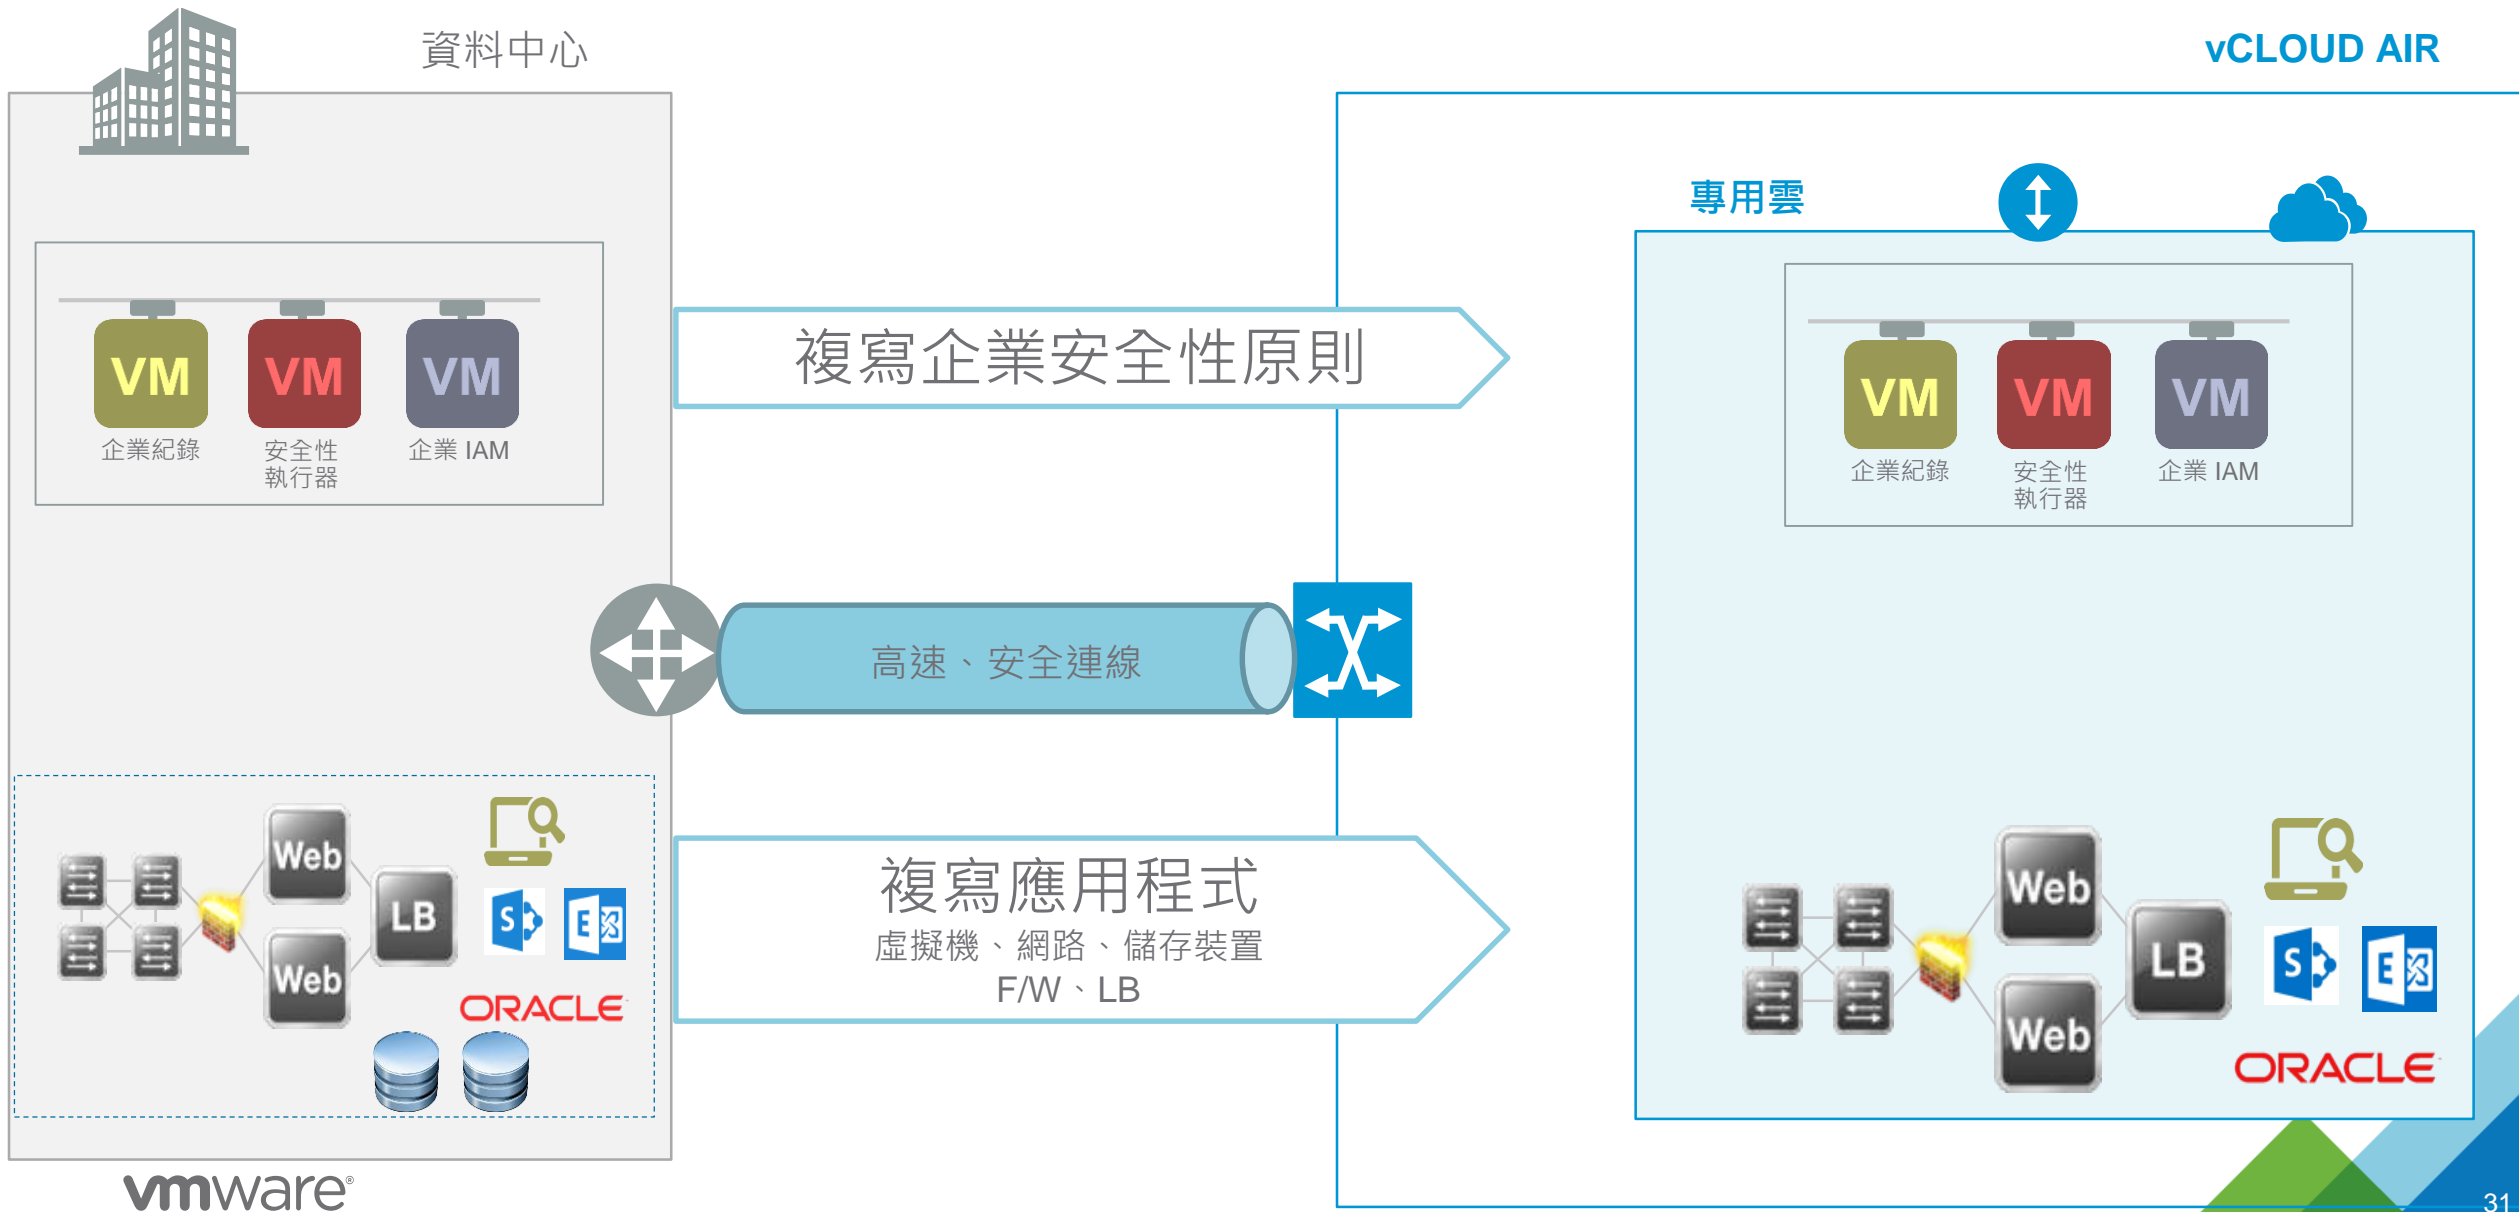 資料中心
vCLOUD AIR
專用雲
VM
VM
VM
企業紀錄
安全性
執行器
企業 IAM
複寫企業安全性原則
VM
VM
VM
企業紀錄
安全性
執行器
企業 IAM
高速、安全連線
Web
Web
LB
S
E
ORACLE
複寫應用程式
虛擬機、網路、儲存裝置
F/W、LB
Web
Web
LB
S
E
ORACLE
vmware®
31